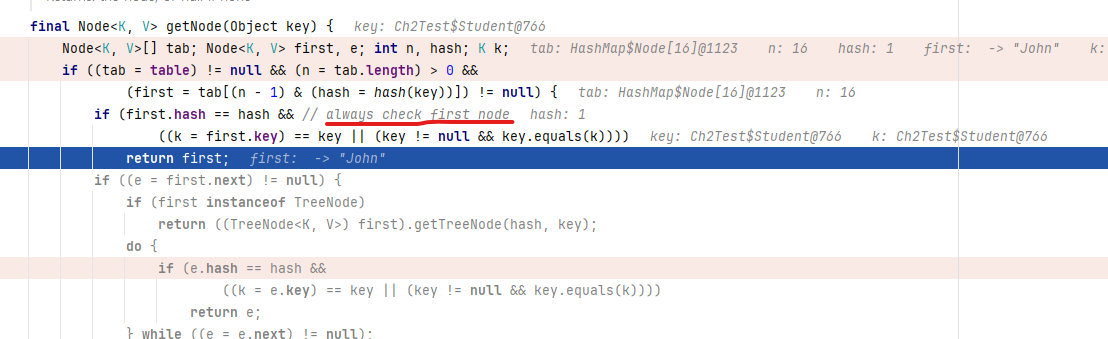 final Node<K, V> getNode(Object key) { key: Ch2Test$Student@766
Node<K, V>[] tab; Node<K, V> first, e; int n, hash; K k; tab: HashMap$Node[16]@1123 n: 16 hash: 1 first: -> "John" k:
if ((tab = table) != null && (n = tab.length) > 0 &&
(first = tab[(n - 1) & (hash = hash(key))]) != null) { tab: HashMap$Node[16]@1123 n: 16
if (first.hash == hash && // always check first node hash: 1
((k = first.key) == key || (key != null && key.equals(k)))) key: Ch2Test$Student@766 k: Ch2Test$Student@766
return first; first: -> "John"
if ((e = first.next) != null) {
if (first instanceof TreeNode)
return ((TreeNode<K, V>) first).getTreeNode(hash, key);
do {
if (e.hash == hash &&
((k = e.key) == key || (key != null && key.equals(k))))
return e;
} while ((e = e.next) != null);